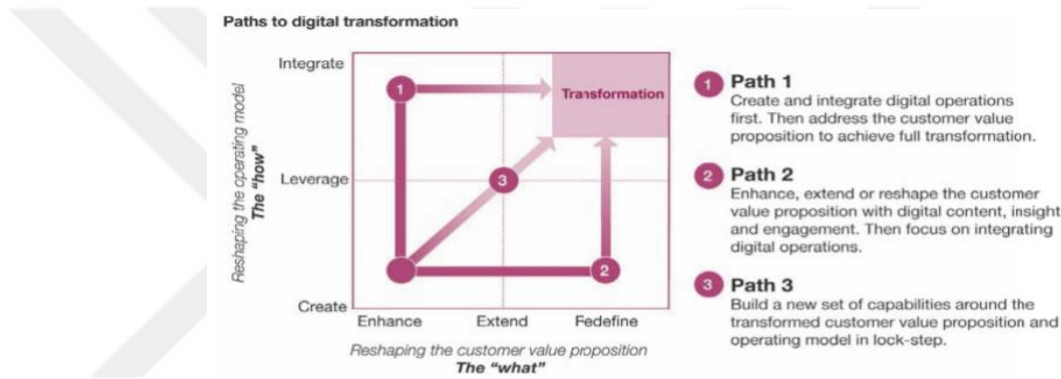 Paths to digital transformation
Integrate
Leverage
Create
Reshaping the operating model
The "how"
1
Transformation
3
2
Enhance
Extend
Fedefine
Reshaping the customer value proposition
The "what"
1 Path 1
Create and integrate digital operations
first. Then address the customer value
proposition to achieve full transformation.
2 Path 2
Enhance, extend or reshape the customer
value proposition with digital content, insight
and engagement. Then focus on integrating
digital operations.
3 Path 3
Build a new set of capabilities around the
transformed customer value proposition and
operating model in lock-step.